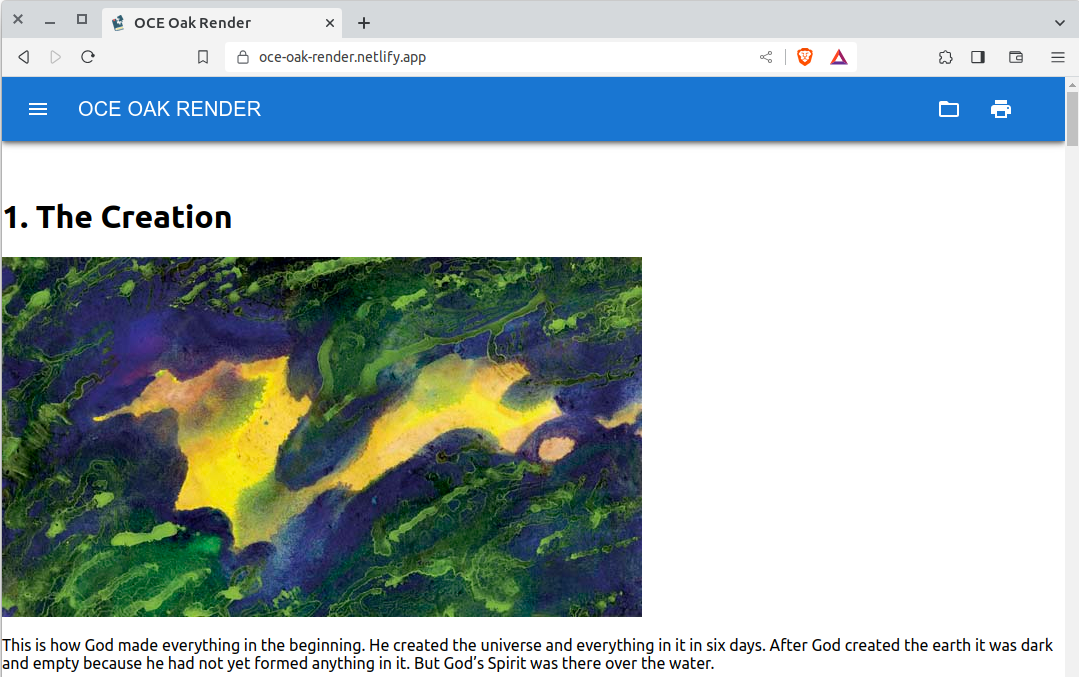 OCE Oak Render
oce-oak-render.netlify.app
OCE OAK RENDER
1. The Creation
This is how God made everything in the beginning. He created the universe and everything in it in six days. After God created the earth it was dark
and empty because he had not yet formed anything in it. But God’s Spirit was there over the water.